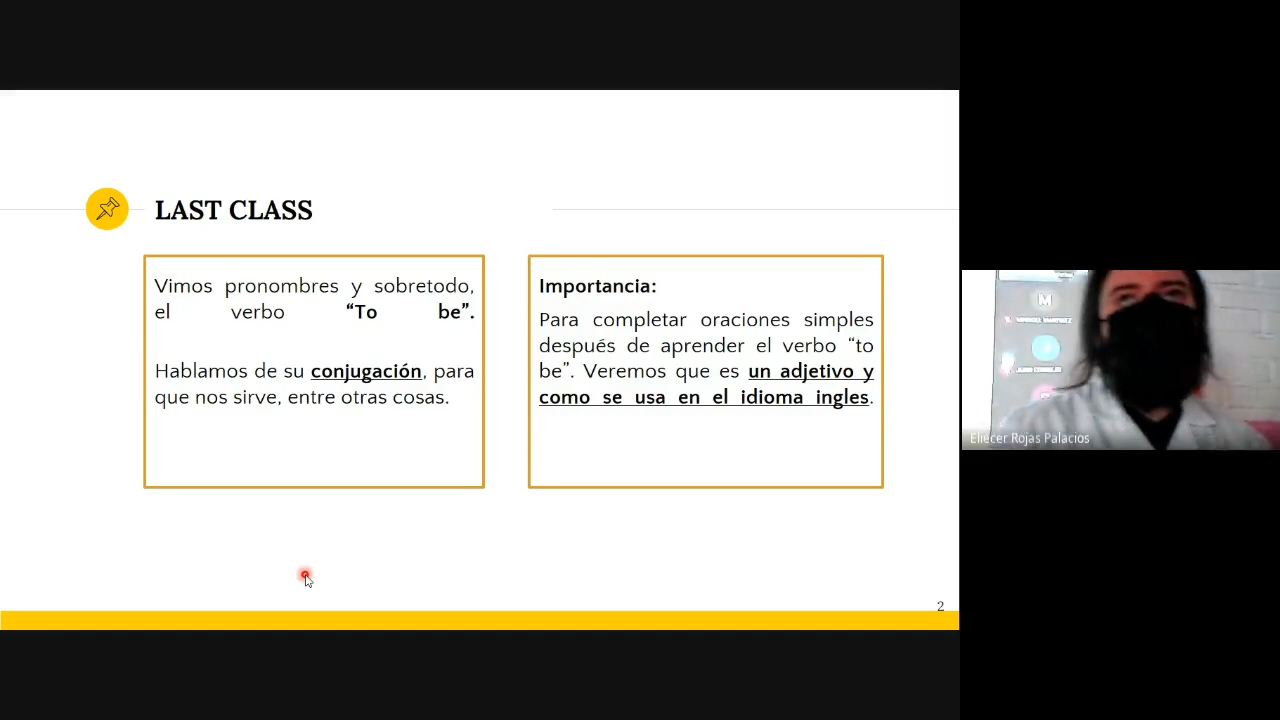 LAST CLASS
Vimos pronombres y sobretodo,
el verbo “To be”.
Hablamos de su conjugación, para
que nos sirve, entre otras cosas.
Importancia:
Para completar oraciones simples
después de aprender el verbo “to
be”. Veremos que es un adjetivo y
como se usa en el idioma ingles.
2
M
Eliecer Rojas Palacios